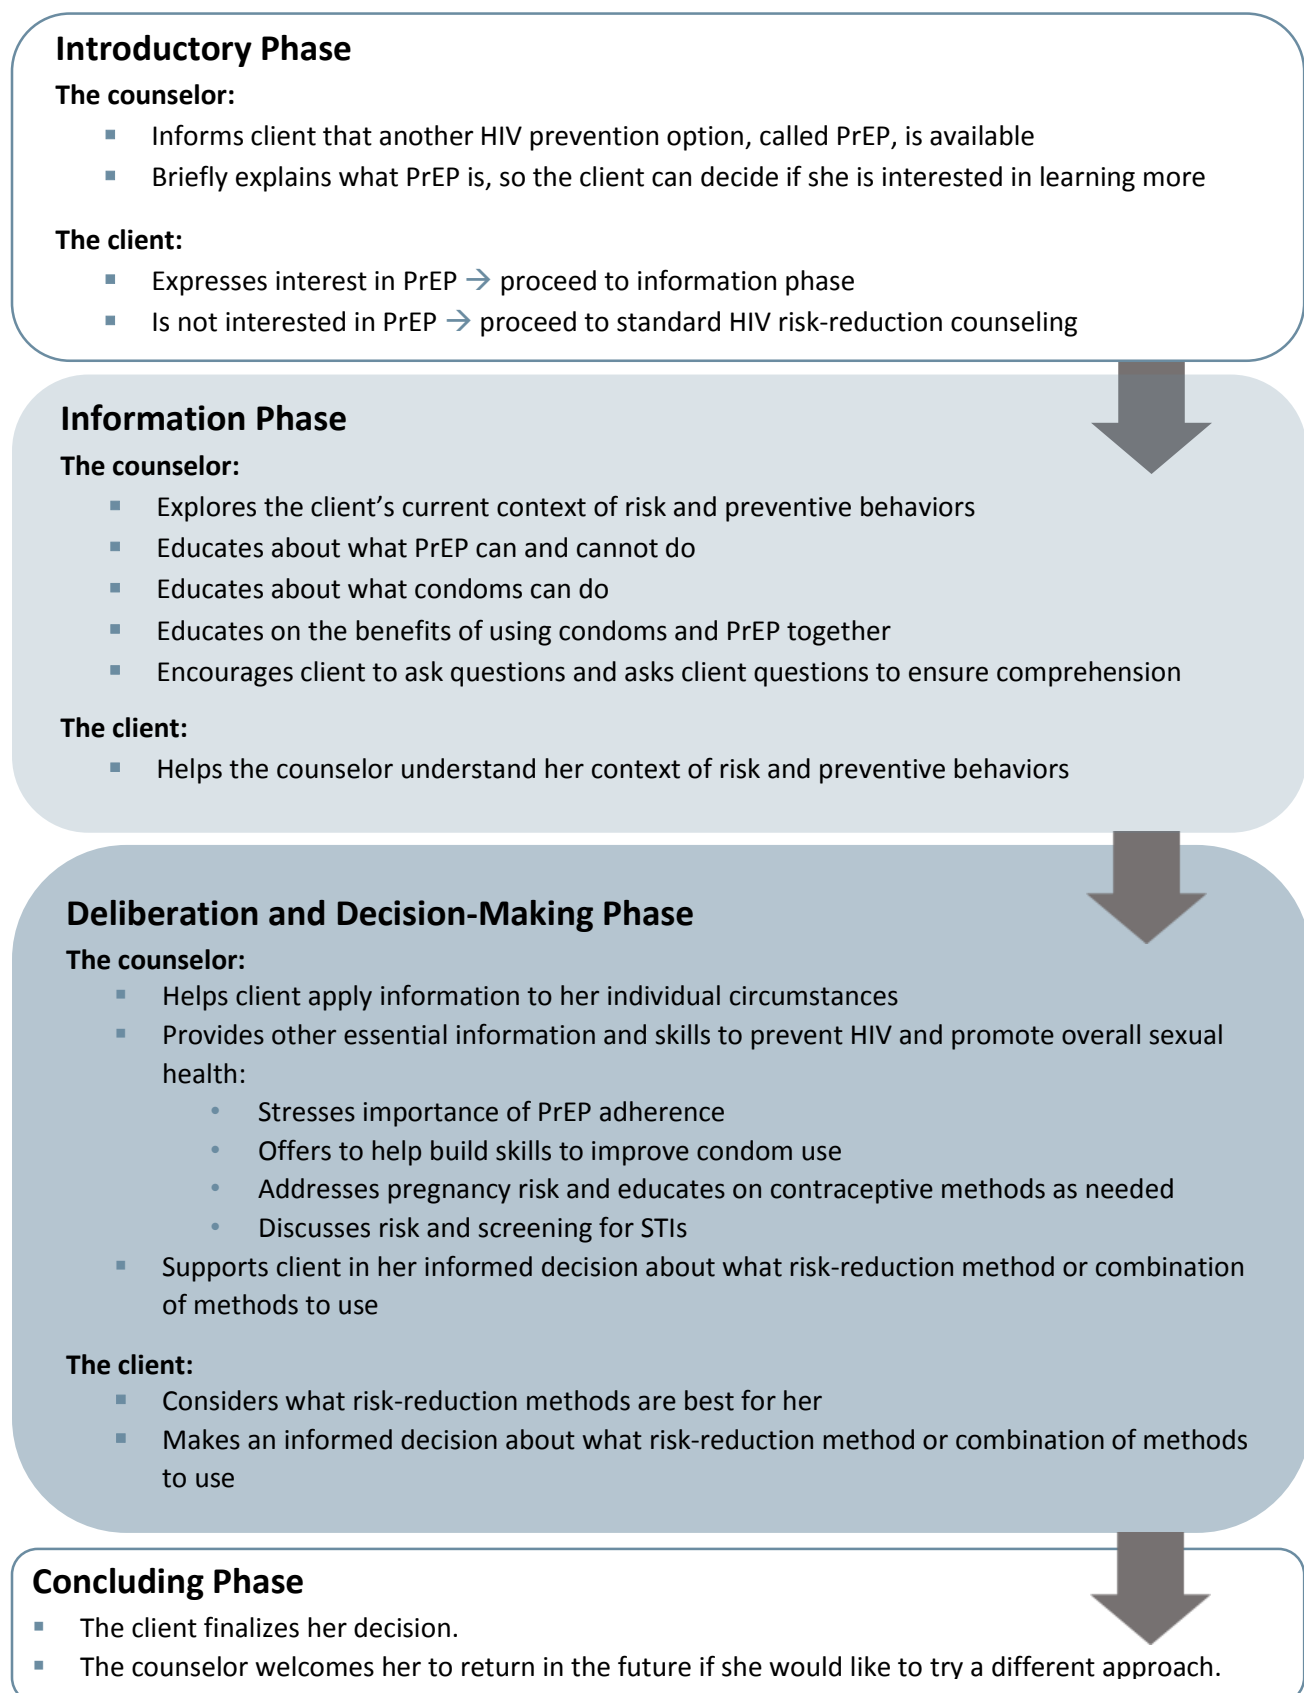 Introductory Phase
The counselor:
▪ Informs client that another HIV prevention option, called PrEP, is available
▪ Briefly explains what PrEP is, so the client can decide if she is interested in learning more
The client:
▪ Expresses interest in PrEP → proceed to information phase
▪ Is not interested in PrEP → proceed to standard HIV risk-reduction counseling
Information Phase
The counselor:
▪ Explores the client’s current context of risk and preventive behaviors
▪ Educates about what PrEP can and cannot do
▪ Educates about what condoms can do
▪ Educates on the benefits of using condoms and PrEP together
▪ Encourages client to ask questions and asks client questions to ensure comprehension
The client:
▪ Helps the counselor understand her context of risk and preventive behaviors
Deliberation and Decision-Making Phase
The counselor:
▪ Helps client apply information to her individual circumstances
▪ Provides other essential information and skills to prevent HIV and promote overall sexual
health:
• Stresses importance of PrEP adherence
• Offers to help build skills to improve condom use
• Addresses pregnancy risk and educates on contraceptive methods as needed
• Discusses risk and screening for STIs
▪ Supports client in her informed decision about what risk-reduction method or combination
of methods to use
The client:
▪ Considers what risk-reduction methods are best for her
▪ Makes an informed decision about what risk-reduction method or combination of methods
to use
Concluding Phase
▪ The client finalizes her decision.
▪ The counselor welcomes her to return in the future if she would like to try a different approach.